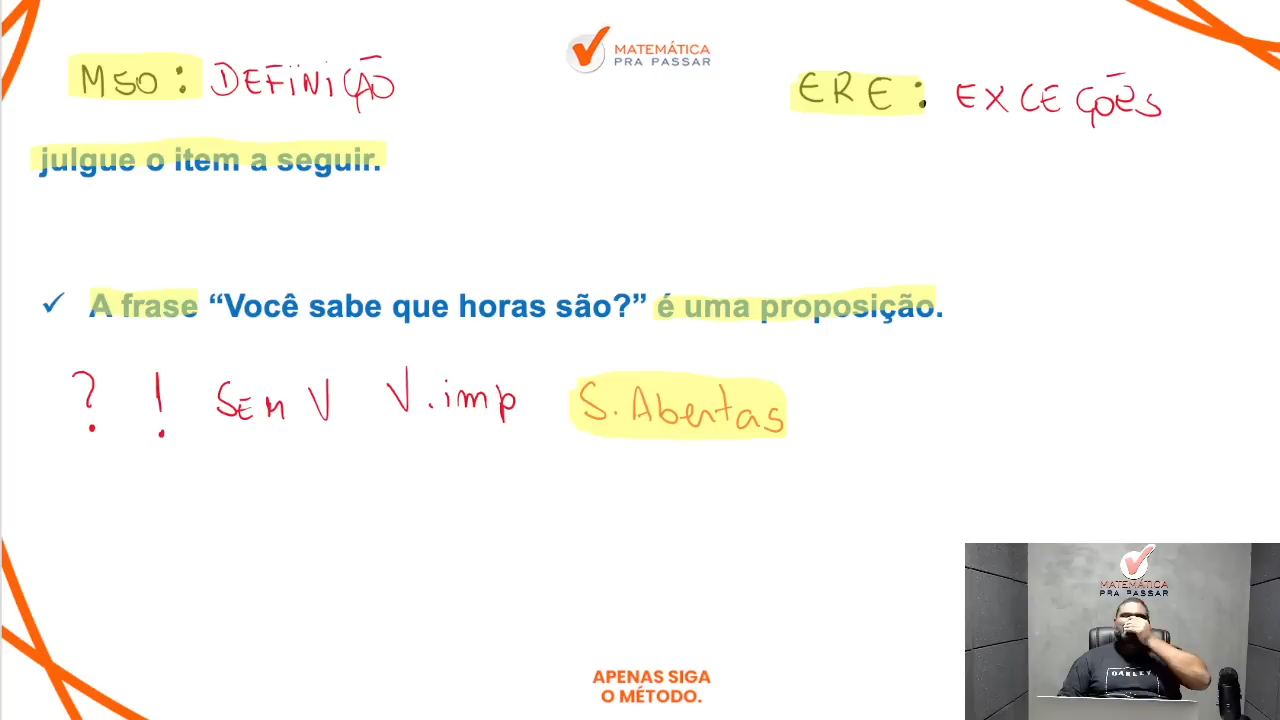 MATEMÁTICA
PRA PASSAR
M50: DEFINIÇÃO
ERE: EXCEÇÕES
julgue o item a seguir.
✓ A frase “Você sabe que horas são?” é uma proposição.
? ! SEM V V.imp S. Abertas
MATEMÁTICA
PRA PASSAR
OAKLEY
APENAS SIGA
O MÉTODO.